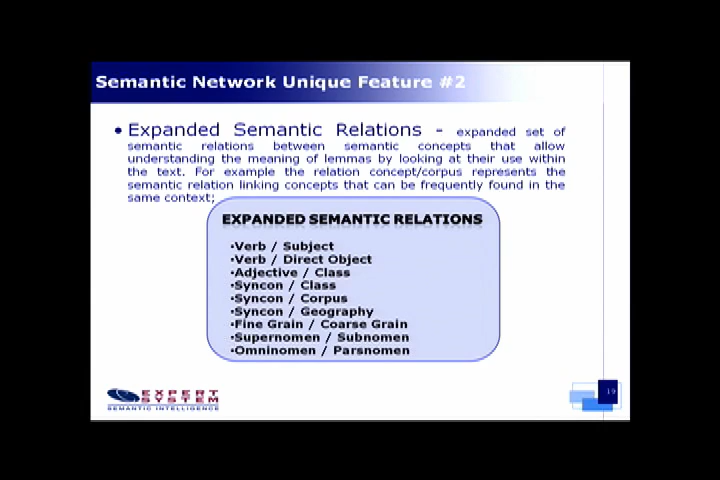 Semantic Network Unique Feature #2
• Expanded Semantic Relations - expanded set of
semantic relations between semantic concepts that allow
understanding the meaning of lemmas by looking at their use within
the text. For example the relation concept/corpus represents the
semantic relation linking concepts that can be frequently found in the
same context;
EXPANDED SEMANTIC RELATIONS
•Verb / Subject
•Verb / Direct Object
•Adjective / Class
•Syncon / Class
•Syncon / Corpus
•Syncon / Geography
•Fine Grain / Coarse Grain
•Supernomen / Subnomen
•Omninomen / Parsnomen
EXPERT
SYSTEM
SEMANTIC INTELLIGENCE
19